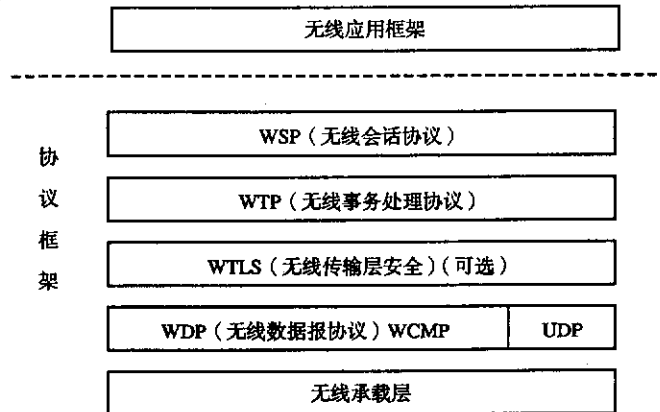 无线应用框架
协议框架
WSP（无线会话协议）
WTP（无线事务处理协议）
WTLS（无线传输层安全）（可选）
WDP（无线数据报协议）WCMP
UDP
无线承载层